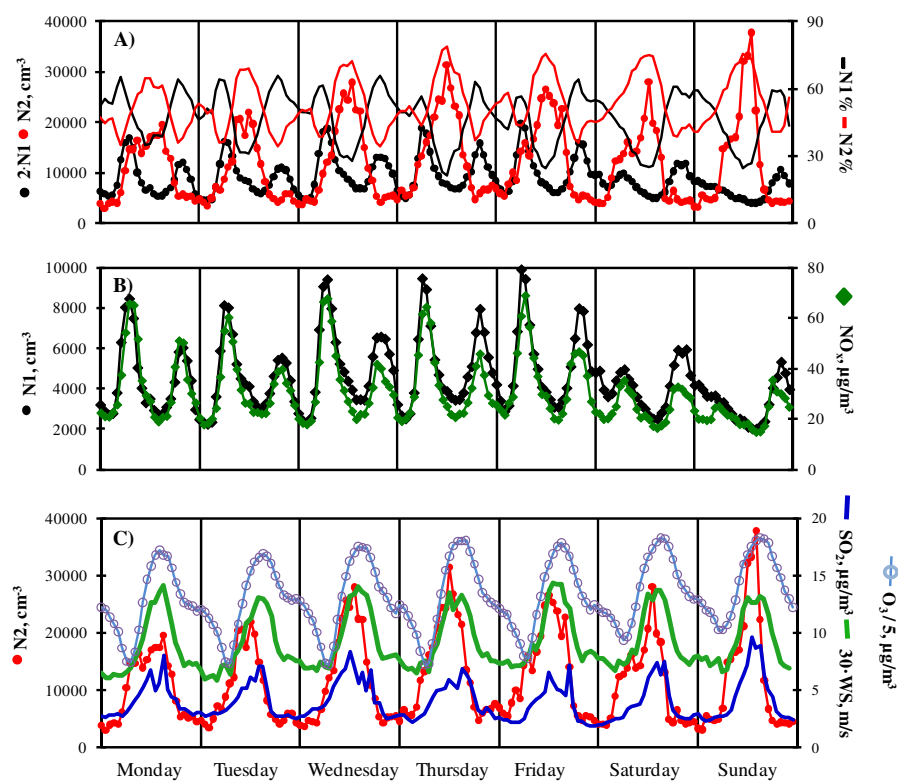 A)
40000
30000
20000
10000
0
2·N1 N2, cm-3
90
60
30
0
N1 % N2 %
B)
10000
8000
6000
4000
2000
0
N1, cm-3
80
60
40
20
0
NOx, µg/m3
C)
40000
30000
20000
10000
0
N2, cm-3
20
15
10
5
0
SO2, µg/m3 30·WS, m/s
O3 / 5, µg/m3
Monday Tuesday Wednesday Thursday Friday Saturday Sunday